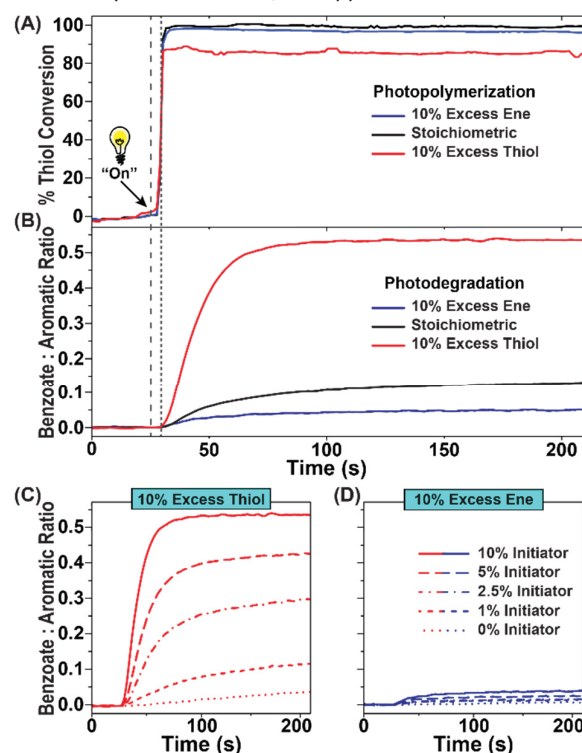 (A)
100
80
60
40
20
0
% Thiol Conversion
"On"
Photopolymerization
10% Excess Ene
Stoichiometric
10% Excess Thiol
(B)
0.5
0.4
0.3
0.2
0.1
0.0
Benzoate : Aromatic Ratio
Photodegradation
10% Excess Ene
Stoichiometric
10% Excess Thiol
0 50 100 150 200
Time (s)
(C) 10% Excess Thiol
0.5
0.4
0.3
0.2
0.1
0.0
Benzoate : Aromatic Ratio
0 100 200
Time (s)
(D) 10% Excess Ene
10% Initiator
5% Initiator
2.5% Initiator
1% Initiator
0% Initiator
0 100 200
Time (s)